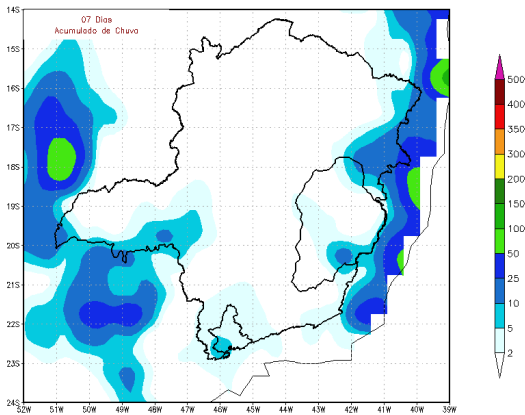 07 Dias
Acumulado de Chuva
14S
15S
16S
17S
18S
19S
20S
21S
22S
23S
24S
52W 51W 50W 49W 48W 47W 46W 45W 44W 43W 42W 41W 40W 39W
500
400
350
300
250
200
150
100
50
25
10
5
2